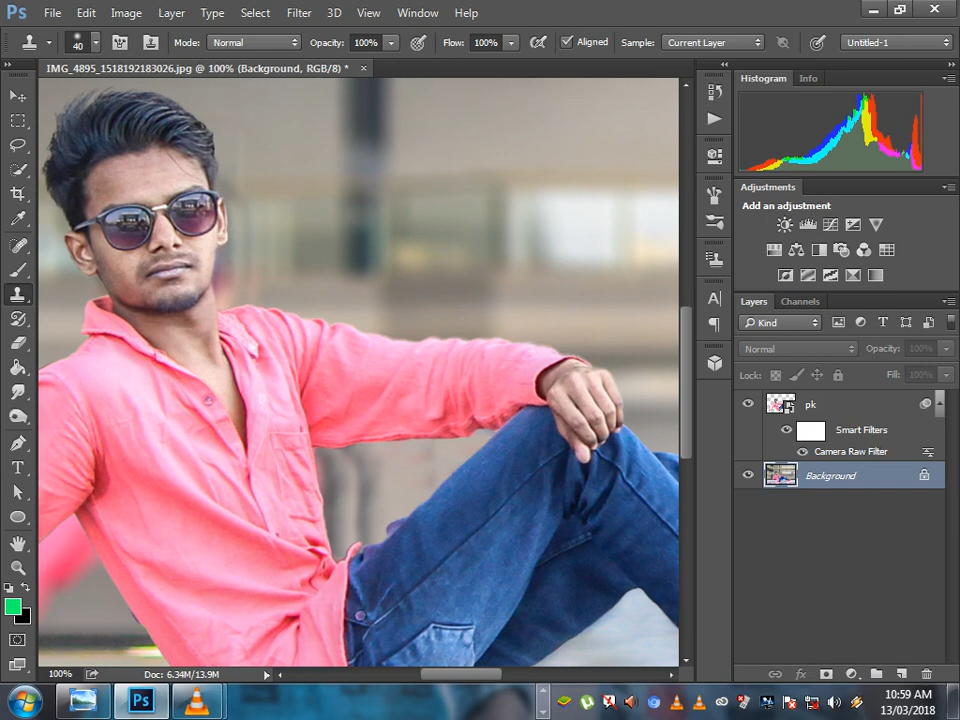 Ps File Edit Image Layer Type Select Filter 3D View Window Help
40 Mode: Normal Opacity: 100% Flow: 100% Aligned Sample: Current Layer Untitled-1
IMG_4895_1518192183026.jpg @ 100% (Background, RGB/8) * ×
Histogram Info
Adjustments
Add an adjustment
Layers Channels
Kind
Normal Opacity: 100%
Lock: Fill: 100%
pk
Smart Filters
Camera Raw Filter
Background
100% Doc: 6.34M/13.9M
Ps
10:59 AM
13/03/2018